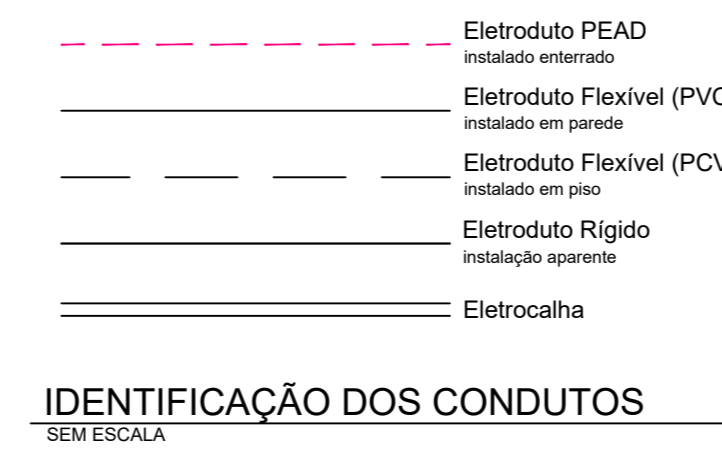 Eletroduto PEAD
instalado enterrado
Eletroduto Flexível (PVC
instalado em parede
Eletroduto Flexível (PCV
instalado em piso
Eletroduto Rígido
instalação aparente
Eletrocalha
IDENTIFICAÇÃO DOS CONDUTOS
SEM ESCALA